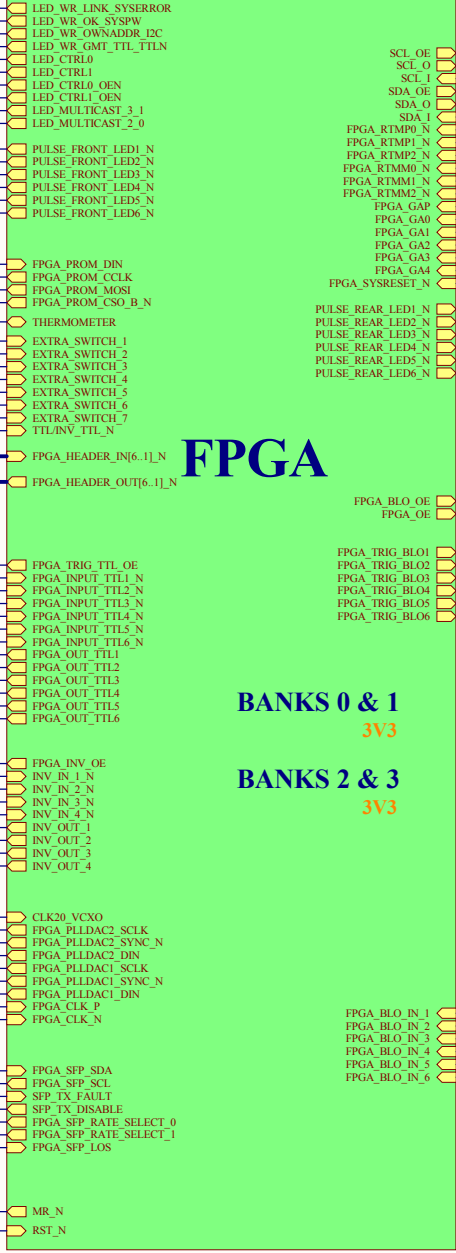 LED_WR_LINK_SYSERROR
LED_WR_OK_SYSPW
LED_WR_OWNADDR_I2C
LED_WR_GMT_TTL_TTLN
LED_CTRL0
LED_CTRL1
LED_CTRL0_OEN
LED_CTRL1_OEN
LED_MULTICAST_3_1
LED_MULTICAST_2_0
PULSE_FRONT_LED1_N
PULSE_FRONT_LED2_N
PULSE_FRONT_LED3_N
PULSE_FRONT_LED4_N
PULSE_FRONT_LED5_N
PULSE_FRONT_LED6_N
FPGA_PROM_DIN
FPGA_PROM_CCLK
FPGA_PROM_MOSI
FPGA_PROM_CSO_B_N
THERMOMETER
EXTRA_SWITCH_1
EXTRA_SWITCH_2
EXTRA_SWITCH_3
EXTRA_SWITCH_4
EXTRA_SWITCH_5
EXTRA_SWITCH_6
EXTRA_SWITCH_7
TTL/INV_TTL_N
FPGA_HEADER_IN[6..1]_N
FPGA_HEADER_OUT[6..1]_N
FPGA_TRIG_TTL_OE
FPGA_INPUT_TTL1_N
FPGA_INPUT_TTL2_N
FPGA_INPUT_TTL3_N
FPGA_INPUT_TTL4_N
FPGA_INPUT_TTL5_N
FPGA_INPUT_TTL6_N
FPGA_OUT_TTL1
FPGA_OUT_TTL2
FPGA_OUT_TTL3
FPGA_OUT_TTL4
FPGA_OUT_TTL5
FPGA_OUT_TTL6
FPGA_INV_OE
INV_IN_1_N
INV_IN_2_N
INV_IN_3_N
INV_IN_4_N
INV_OUT_1
INV_OUT_2
INV_OUT_3
INV_OUT_4
CLK20_VCXO
FPGA_PLLDAC2_SCLK
FPGA_PLLDAC2_SYNC_N
FPGA_PLLDAC2_DIN
FPGA_PLLDAC1_SCLK
FPGA_PLLDAC1_SYNC_N
FPGA_PLLDAC1_DIN
FPGA_CLK_P
FPGA_CLK_N
FPGA_SFP_SDA
FPGA_SFP_SCL
SFP_TX_FAULT
SFP_TX_DISABLE
FPGA_SFP_RATE_SELECT_0
FPGA_SFP_RATE_SELECT_1
FPGA_SFP_LOS
MR_N
RST_N
FPGA
BANKS 0 & 1
3V3
BANKS 2 & 3
3V3
SCL_OE
SCL_O
SCL_I
SDA_OE
SDA_O
SDA_I
FPGA_RTMP0_N
FPGA_RTMP1_N
FPGA_RTMP2_N
FPGA_RTMM0_N
FPGA_RTMM1_N
FPGA_RTMM2_N
FPGA_GAP
FPGA_GA0
FPGA_GA1
FPGA_GA2
FPGA_GA3
FPGA_GA4
FPGA_SYSRESET_N
PULSE_REAR_LED1_N
PULSE_REAR_LED2_N
PULSE_REAR_LED3_N
PULSE_REAR_LED4_N
PULSE_REAR_LED5_N
PULSE_REAR_LED6_N
FPGA_BLO_OE
FPGA_OE
FPGA_TRIG_BLO1
FPGA_TRIG_BLO2
FPGA_TRIG_BLO3
FPGA_TRIG_BLO4
FPGA_TRIG_BLO5
FPGA_TRIG_BLO6
FPGA_BLO_IN_1
FPGA_BLO_IN_2
FPGA_BLO_IN_3
FPGA_BLO_IN_4
FPGA_BLO_IN_5
FPGA_BLO_IN_6